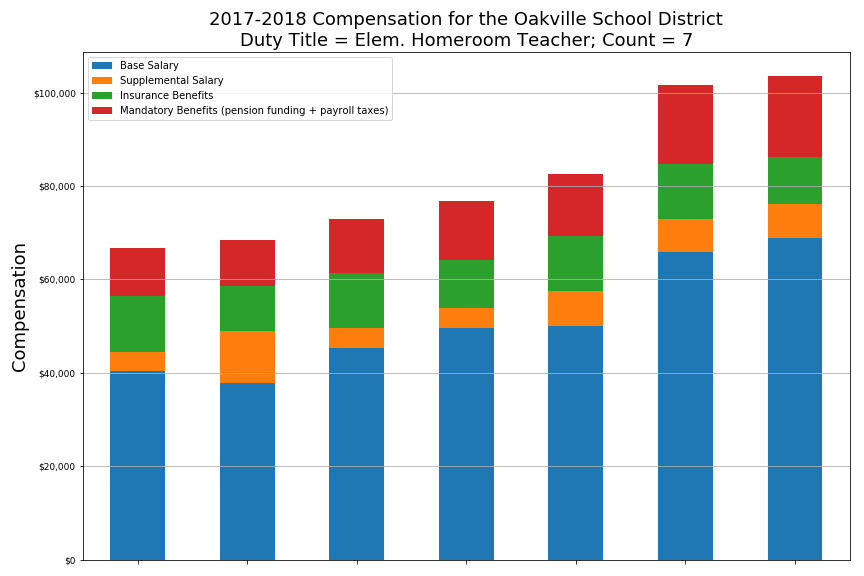 2017-2018 Compensation for the Oakville School District
Duty Title = Elem. Homeroom Teacher; Count = 7
Base Salary
Supplemental Salary
Insurance Benefits
Mandatory Benefits (pension funding + payroll taxes)
$100,000
$80,000
$60,000
$40,000
$20,000
$0
Compensation